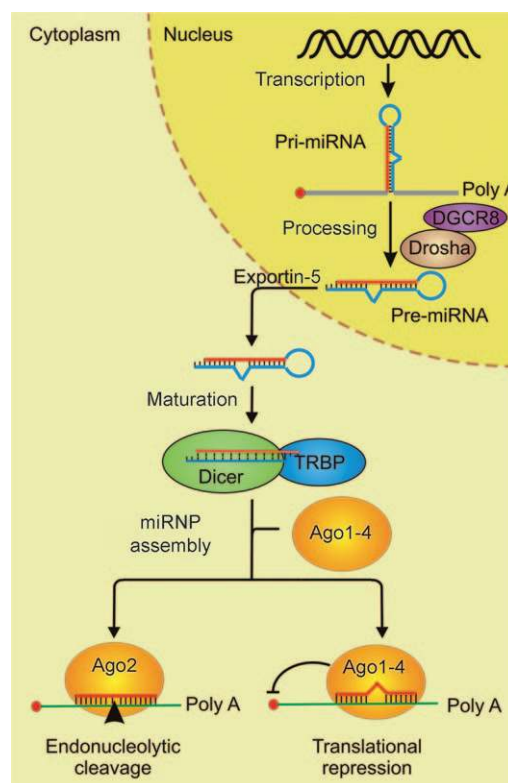 Cytoplasm
Nucleus
Transcription
Pri-miRNA
Poly A
DGCR8
Processing
Drosha
Exportin-5
Pre-miRNA
Maturation
Dicer
TRBP
miRNP
assembly
Ago1-4
Ago2
Ago1-4
Poly A
Poly A
Endonucleolytic
cleavage
Translational
repression